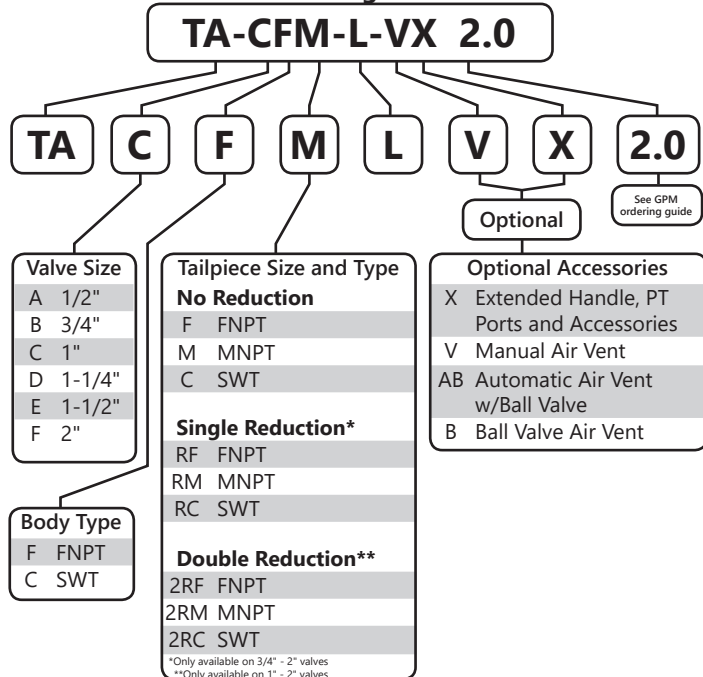 TA-CFM-L-VX 2.0
TA C F M L V X 2.0
See GPM
ordering guide
Optional
Valve Size
A 1/2"
B 3/4"
C 1"
D 1-1/4"
E 1-1/2"
F 2"
Body Type
F FNPT
C SWT
Tailpiece Size and Type
No Reduction
F FNPT
M MNPT
C SWT
Single Reduction*
RF FNPT
RM MNPT
RC SWT
Double Reduction**
2RF FNPT
2RM MNPT
2RC SWT
*Only available on 3/4" - 2" valves
**Only available on 1" - 2" valves
Optional Accessories
X Extended Handle, PT
Ports and Accessories
V Manual Air Vent
AB Automatic Air Vent
w/Ball Valve
B Ball Valve Air Vent